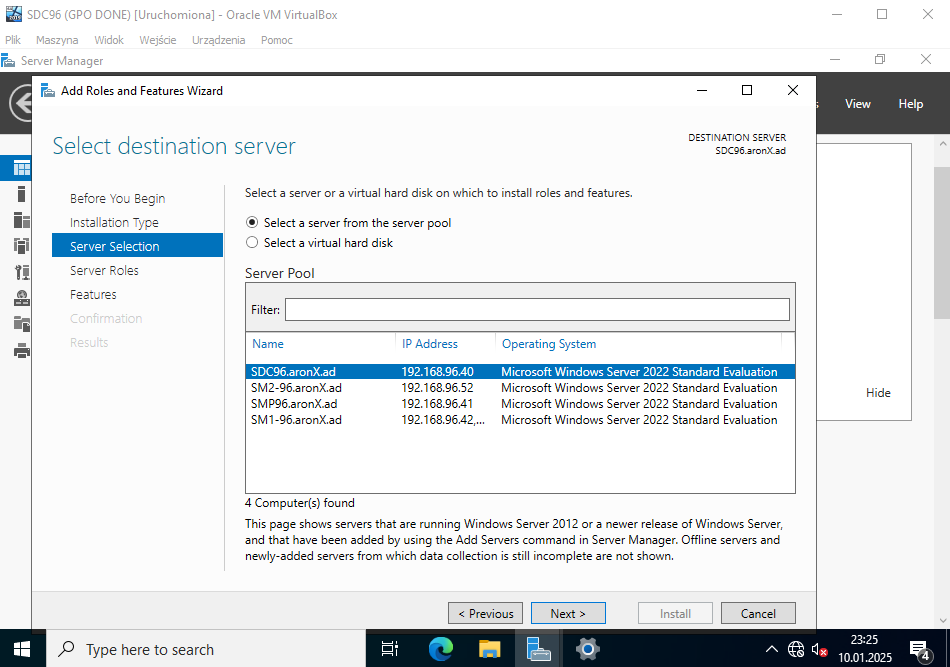 SDC96 (GPO DONE) [Uruchomiona] - Oracle VM VirtualBox
Plik Maszyna Widok Wejście Urządzenia Pomoc
Server Manager
View Help
Add Roles and Features Wizard
Select destination server
DESTINATION SERVER
SDC96.aronX.ad
Before You Begin
Installation Type
Server Selection
Server Roles
Features
Confirmation
Results
Select a server or a virtual hard disk on which to install roles and features.
Select a server from the server pool
Select a virtual hard disk
Server Pool
Filter:
Name IP Address Operating System
SDC96.aronX.ad 192.168.96.40 Microsoft Windows Server 2022 Standard Evaluation
SM2-96.aronX.ad 192.168.96.52 Microsoft Windows Server 2022 Standard Evaluation
SMP96.aronX.ad 192.168.96.41 Microsoft Windows Server 2022 Standard Evaluation
SM1-96.aronX.ad 192.168.96.42,... Microsoft Windows Server 2022 Standard Evaluation
4 Computer(s) found
This page shows servers that are running Windows Server 2012 or a newer release of Windows Server,
and that have been added by using the Add Servers command in Server Manager. Offline servers and
newly-added servers from which data collection is still incomplete are not shown.
Hide
< Previous Next > Install Cancel
Type here to search
23:25
10.01.2025
4